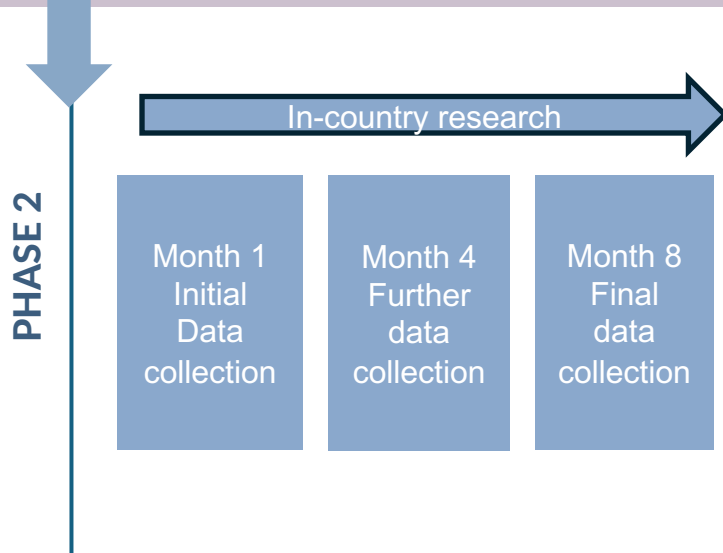 In-country research
PHASE 2
Month 1
Initial
Data
collection
Month 4
Further
data
collection
Month 8
Final
data
collection